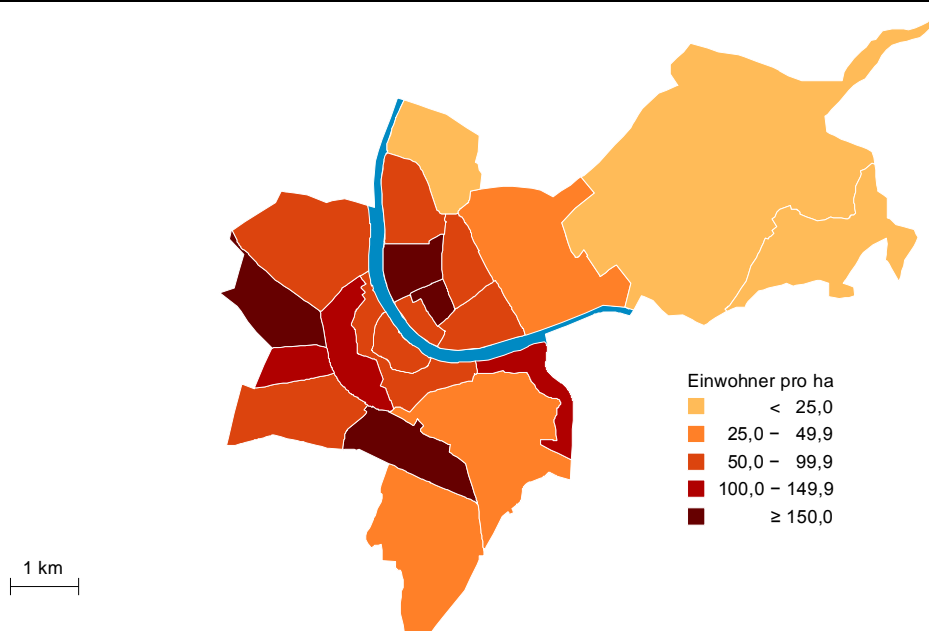 Einwohner pro ha
< 25,0
25,0 – 49,9
50,0 – 99,9
100,0 – 149,9
≥ 150,0
1 km